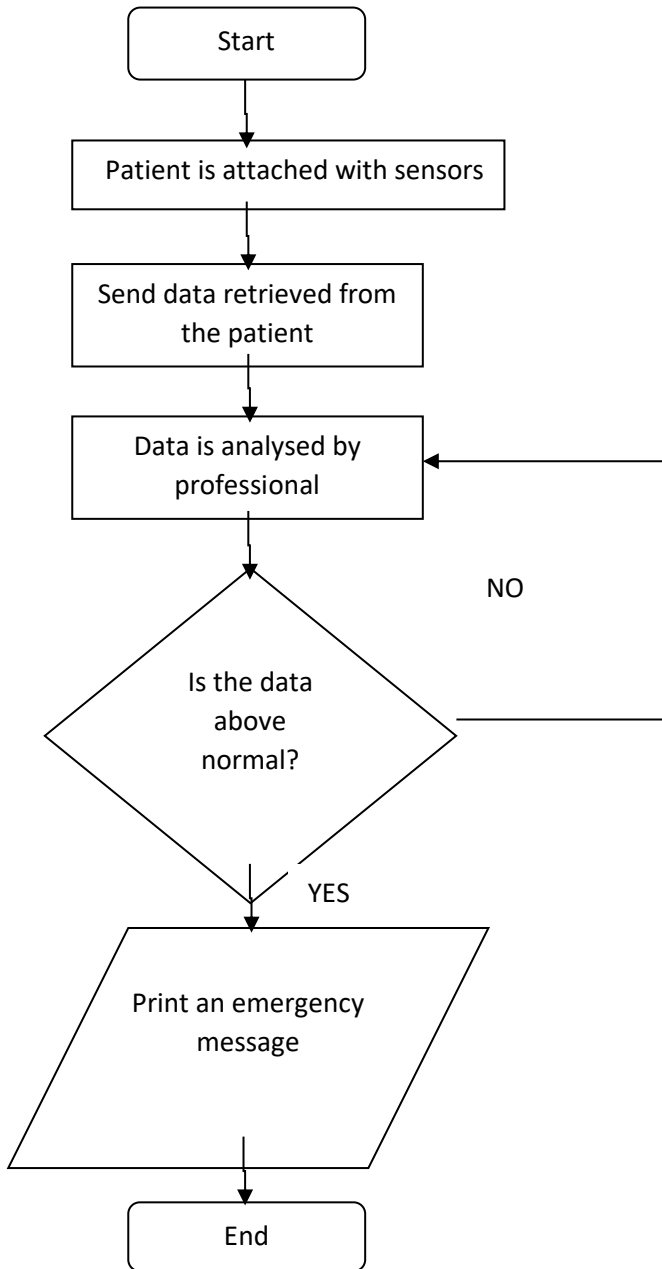 Start
Patient is attached with sensors
Send data retrieved from
the patient
Data is analysed by
professional
NO
Is the data
above
normal?
YES
Print an emergency
message
End